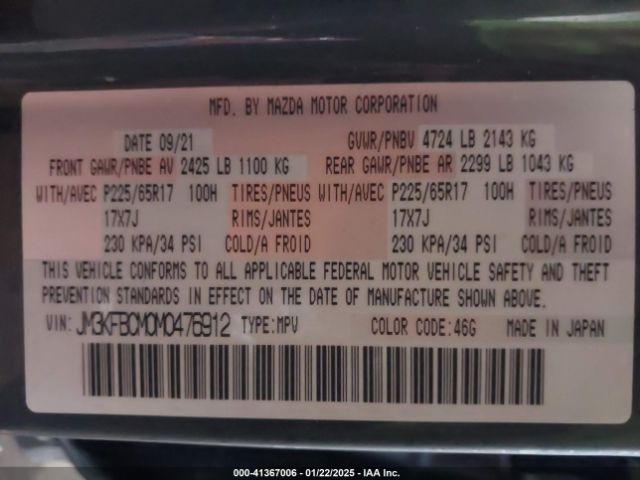 MFD. BY MAZDA MOTOR CORPORATION
DATE 09/21 GVWR/PNBV 4724 LB 2143 KG
FRONT GAWR/PNBE AV 2425 LB 1100 KG REAR GAWR/PNBE AR 2299 LB 1043 KG
WITH/AVEC P225/65R17 100H TIRES/PNEUS WITH/AVEC P225/65R17 100H TIRES/PNEUS
17X7J RIMS/JANTES 17X7J RIMS/JANTES
230 KPA/34 PSI COLD/A FROID 230 KPA/34 PSI COLD/A FROID
THIS VEHICLE CONFORMS TO ALL APPLICABLE FEDERAL MOTOR VEHICLE SAFETY AND THEFT
PREVENTION STANDARDS IN EFFECT ON THE DATE OF MANUFACTURE SHOWN ABOVE.
VIN: JM3KFBCM0M0476912 TYPE:MPV COLOR CODE:46G MADE IN JAPAN
000-41367006 - 01/22/2025 - IAA Inc.